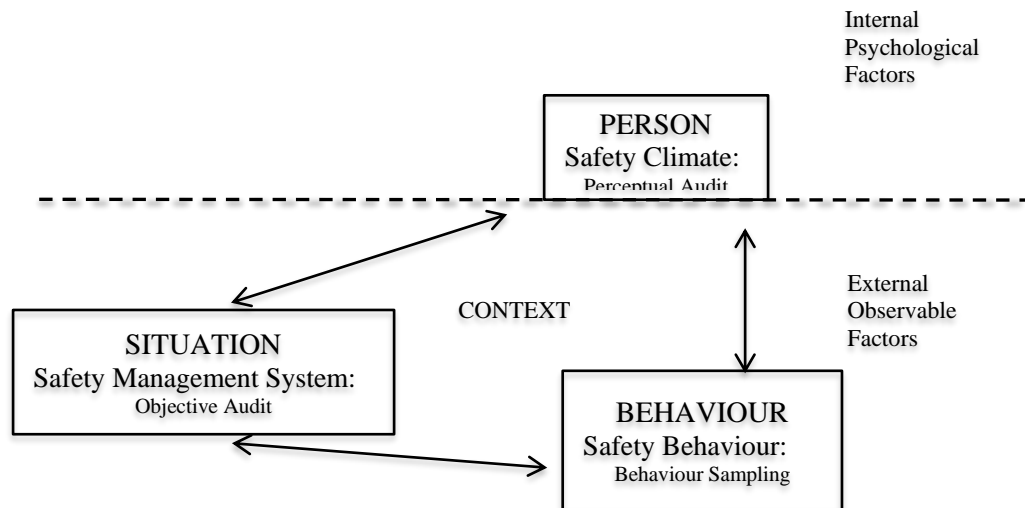 Internal
Psychological
Factors
PERSON
Safety Climate:
Perceptual Audit
CONTEXT
External
Observable
Factors
SITUATION
Safety Management System:
Objective Audit
BEHAVIOUR
Safety Behaviour:
Behaviour Sampling